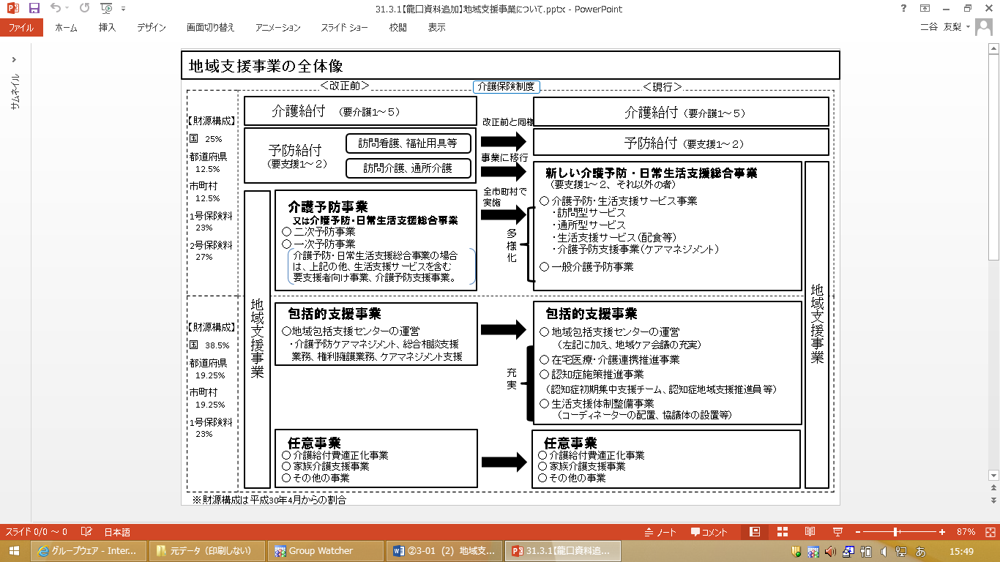 31.3.1【龍口資料追加】地域支援事業について.pptx - PowerPoint
ファイル ホーム 挿入 デザイン 画面切り替え アニメーション スライド ショー 校閲 表示
二谷 友梨
サムネイル
地域支援事業の全体像
＜改正前＞
介護保険制度
＜現行＞
【財源構成】
国 25%
都道府県
12.5%
市町村
12.5%
1号保険料
23%
2号保険料
27%
介護給付 （要介護1～5）
予防給付
（要支援1～2）
訪問看護、福祉用具等
訪問介護、通所介護
改正前と同様
事業に移行
全市町村で
実施
多様化
介護給付（要介護1～5）
予防給付（要支援1～2）
介護予防事業
又は介護予防・日常生活支援総合事業
○ 二次予防事業
○ 一次予防事業
介護予防・日常生活支援総合事業の場合
は、上記の他、生活支援サービスを含む
要支援者向け事業、介護予防支援事業。
新しい介護予防・日常生活支援総合事業
（要支援1～2、それ以外の者）
○ 介護予防・生活支援サービス事業
・訪問型サービス
・通所型サービス
・生活支援サービス（配食等）
・介護予防支援事業（ケアマネジメント）
○ 一般介護予防事業
地域支援事業
地域支援事業
【財源構成】
国 38.5%
都道府県
19.25%
市町村
19.25%
1号保険料
23%
包括的支援事業
○地域包括支援センターの運営
・介護予防ケアマネジメント、総合相談支援
業務、権利擁護業務、ケアマネジメント支援
充実
包括的支援事業
○ 地域包括支援センターの運営
（左記に加え、地域ケア会議の充実）
○ 在宅医療・介護連携推進事業
○ 認知症施策推進事業
（認知症初期集中支援チーム、認知症地域支援推進員 等）
○ 生活支援体制整備事業
（コーディネーターの配置、協議体の設置等）
任意事業
○ 介護給付費適正化事業
○ 家族介護支援事業
○ その他の事業
任意事業
○ 介護給付費適正化事業
○ 家族介護支援事業
○ その他の事業
※財源構成は平成30年4月からの割合
スライド 0/0 ～ 0 日本語 ノート コメント 87%
グループウェア - Inter... 元データ（印刷しない） Group Watcher ②3-01 (2) 地域支... 31.3.1【龍口資料追... あ 15:49